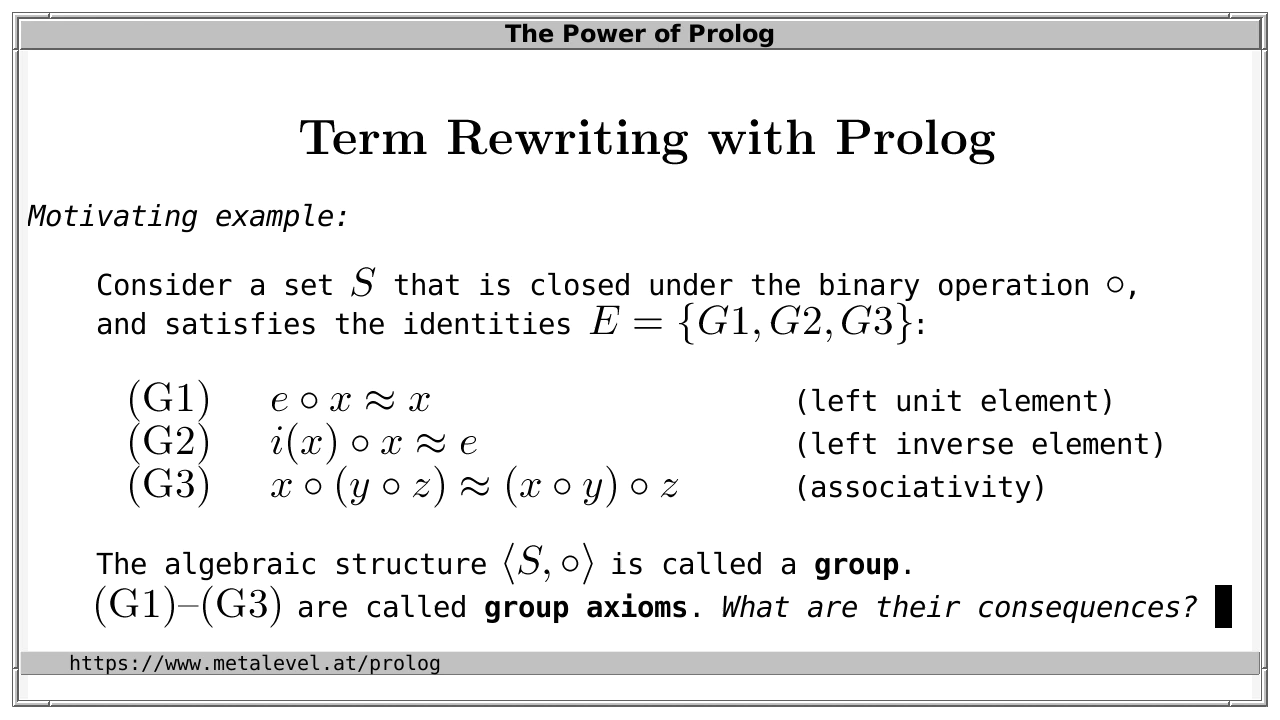 The Power of Prolog
Term Rewriting with Prolog
Motivating example:
Consider a set S that is closed under the binary operation ∘,
and satisfies the identities E = {G1, G2, G3}:
(G1) e ∘ x ≈ x (left unit element)
(G2) i(x) ∘ x ≈ e (left inverse element)
(G3) x ∘ (y ∘ z) ≈ (x ∘ y) ∘ z (associativity)
The algebraic structure ⟨S, ∘⟩ is called a group.
(G1)–(G3) are called group axioms. What are their consequences?
https://www.metalevel.at/prolog